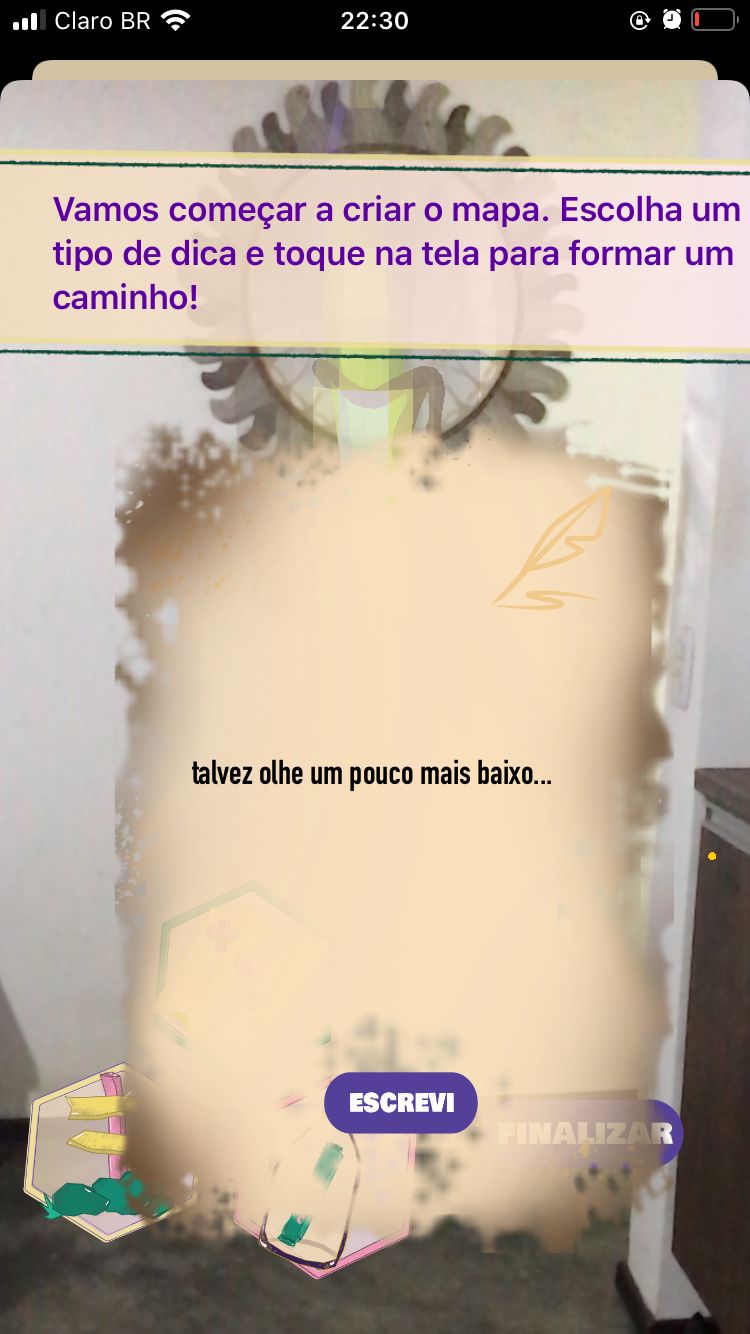 Claro BR
22:30
Vamos começar a criar o mapa. Escolha um
tipo de dica e toque na tela para formar um
caminho!
talvez olhe um pouco mais baixo...
ESCREVI
FINALIZAR